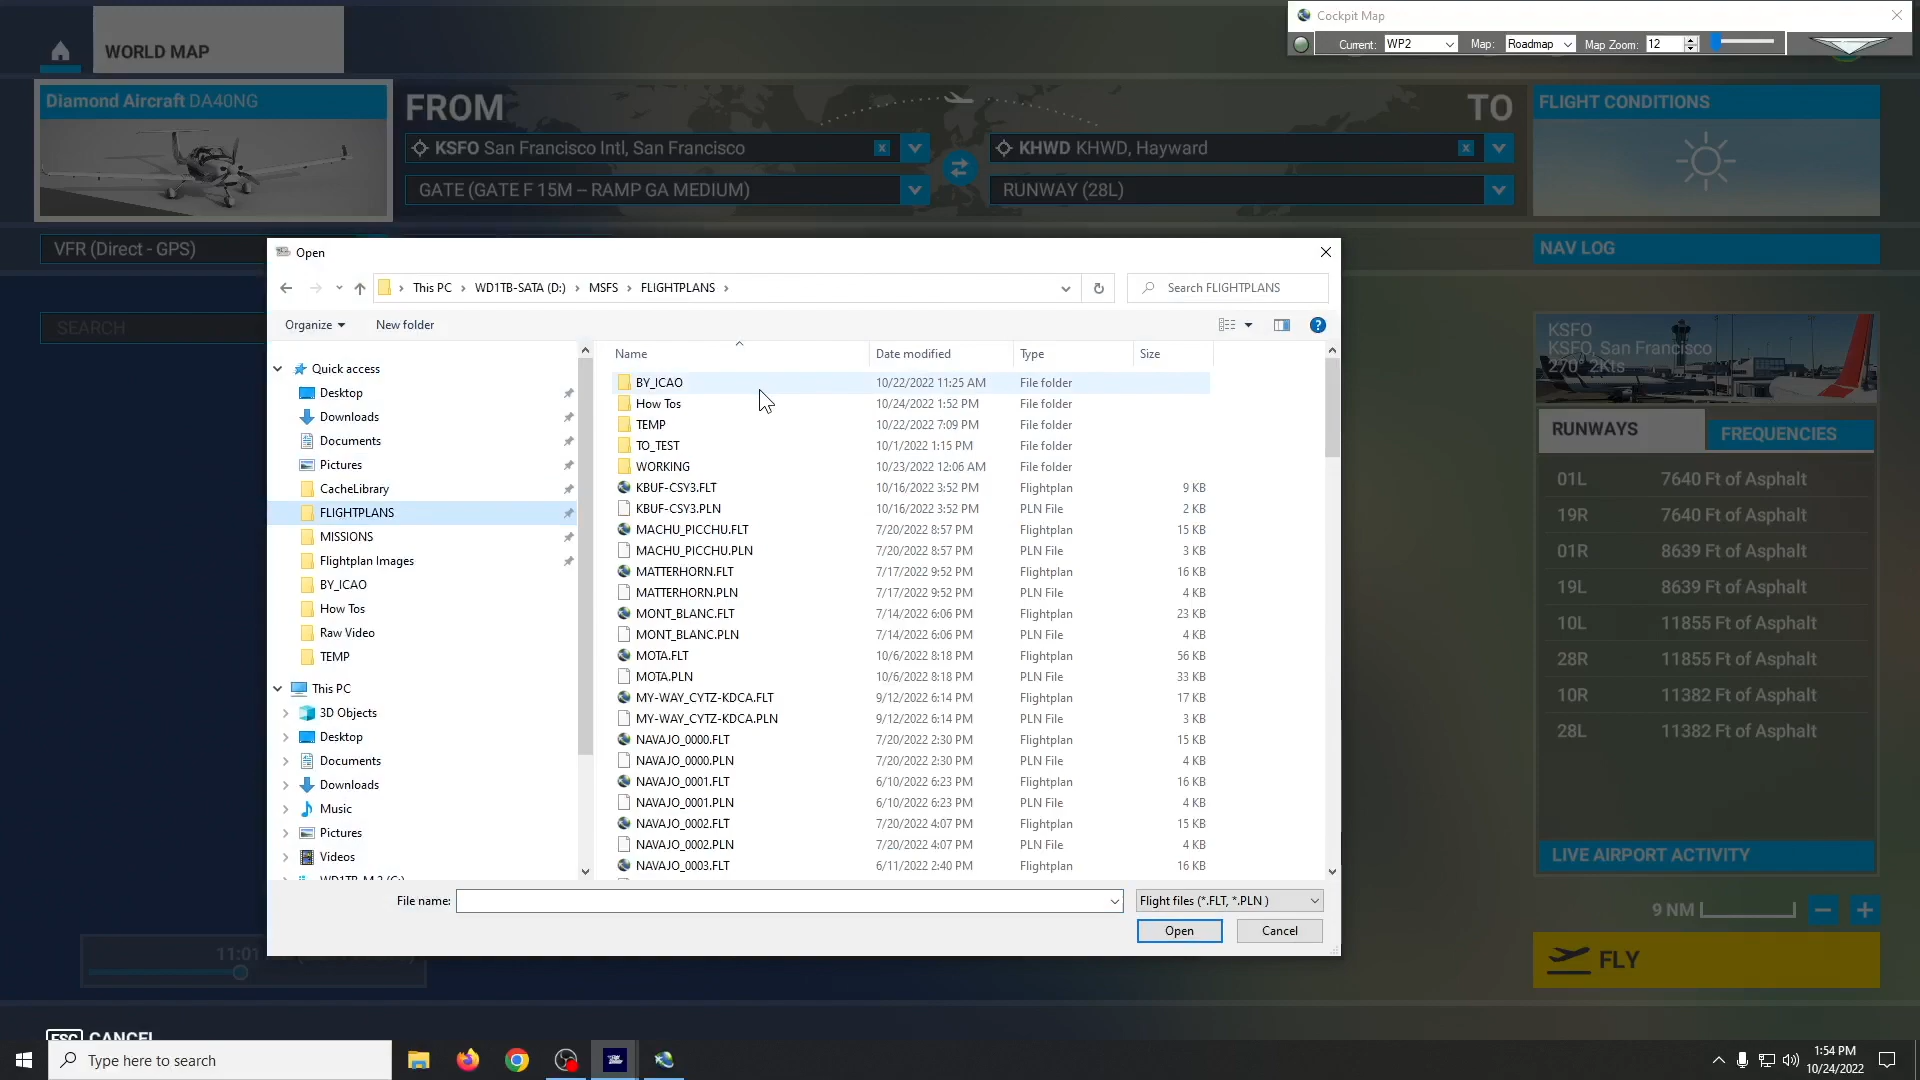 Cockpit Map
Current: WP2 Map: Roadmap Map Zoom: 12
WORLD MAP
Diamond Aircraft DA40NG
FROM
TO
KSFO San Francisco Intl, San Francisco x
KHWD KHWD, Hayward x
GATE (GATE F 15M – RAMP GA MEDIUM)
RUNWAY (28L)
FLIGHT CONDITIONS
VFR (Direct - GPS)
NAV LOG
SEARCH
Open
This PC > WD1TB-SATA (D:) > MSFS > FLIGHTPLANS >
Search FLIGHTPLANS
Organize
New folder
?
Quick access
Desktop
Downloads
Documents
Pictures
CacheLibrary
FLIGHTPLANS
MISSIONS
Flightplan Images
BY_ICAO
How Tos
Raw Video
TEMP
This PC
3D Objects
Desktop
Documents
Downloads
Music
Pictures
Videos
Name Date modified Type Size
BY_ICAO 10/22/2022 11:25 AM File folder
How Tos 10/24/2022 1:52 PM File folder
TEMP 10/22/2022 7:09 PM File folder
TO_TEST 10/1/2022 1:15 PM File folder
WORKING 10/23/2022 12:06 AM File folder
KBUF-CSY3.FLT 10/16/2022 3:52 PM Flightplan 9 KB
KBUF-CSY3.PLN 10/16/2022 3:52 PM PLN File 2 KB
MACHU_PICCHU.FLT 7/20/2022 8:57 PM Flightplan 15 KB
MACHU_PICCHU.PLN 7/20/2022 8:57 PM PLN File 3 KB
MATTERHORN.FLT 7/17/2022 9:52 PM Flightplan 16 KB
MATTERHORN.PLN 7/17/2022 9:52 PM PLN File 4 KB
MONT_BLANC.FLT 7/14/2022 6:06 PM Flightplan 23 KB
MONT_BLANC.PLN 7/14/2022 6:06 PM PLN File 4 KB
MOTA.FLT 10/6/2022 8:18 PM Flightplan 56 KB
MOTA.PLN 10/6/2022 8:18 PM PLN File 33 KB
MY-WAY_CYTZ-KDCA.FLT 9/12/2022 6:14 PM Flightplan 17 KB
MY-WAY_CYTZ-KDCA.PLN 9/12/2022 6:14 PM PLN File 3 KB
NAVAJO_0000.FLT 7/20/2022 2:30 PM Flightplan 15 KB
NAVAJO_0000.PLN 7/20/2022 2:30 PM PLN File 4 KB
NAVAJO_0001.FLT 6/10/2022 6:23 PM Flightplan 16 KB
NAVAJO_0001.PLN 6/10/2022 6:23 PM PLN File 4 KB
NAVAJO_0002.FLT 7/20/2022 4:07 PM Flightplan 15 KB
NAVAJO_0002.PLN 7/20/2022 4:07 PM PLN File 4 KB
NAVAJO_0003.FLT 6/11/2022 2:40 PM Flightplan 16 KB
File name:
Flight files (*.FLT, *.PLN )
Open
Cancel
KSFO
KSFO, San Francisco
270° 2Kts
RUNWAYS
FREQUENCIES
01L 7640 Ft of Asphalt
19R 7640 Ft of Asphalt
01R 8639 Ft of Asphalt
19L 8639 Ft of Asphalt
10L 11855 Ft of Asphalt
28R 11855 Ft of Asphalt
10R 11382 Ft of Asphalt
28L 11382 Ft of Asphalt
LIVE AIRPORT ACTIVITY
9 NM
FLY
11:01
ESC CANCEL
Type here to search
1:54 PM
10/24/2022